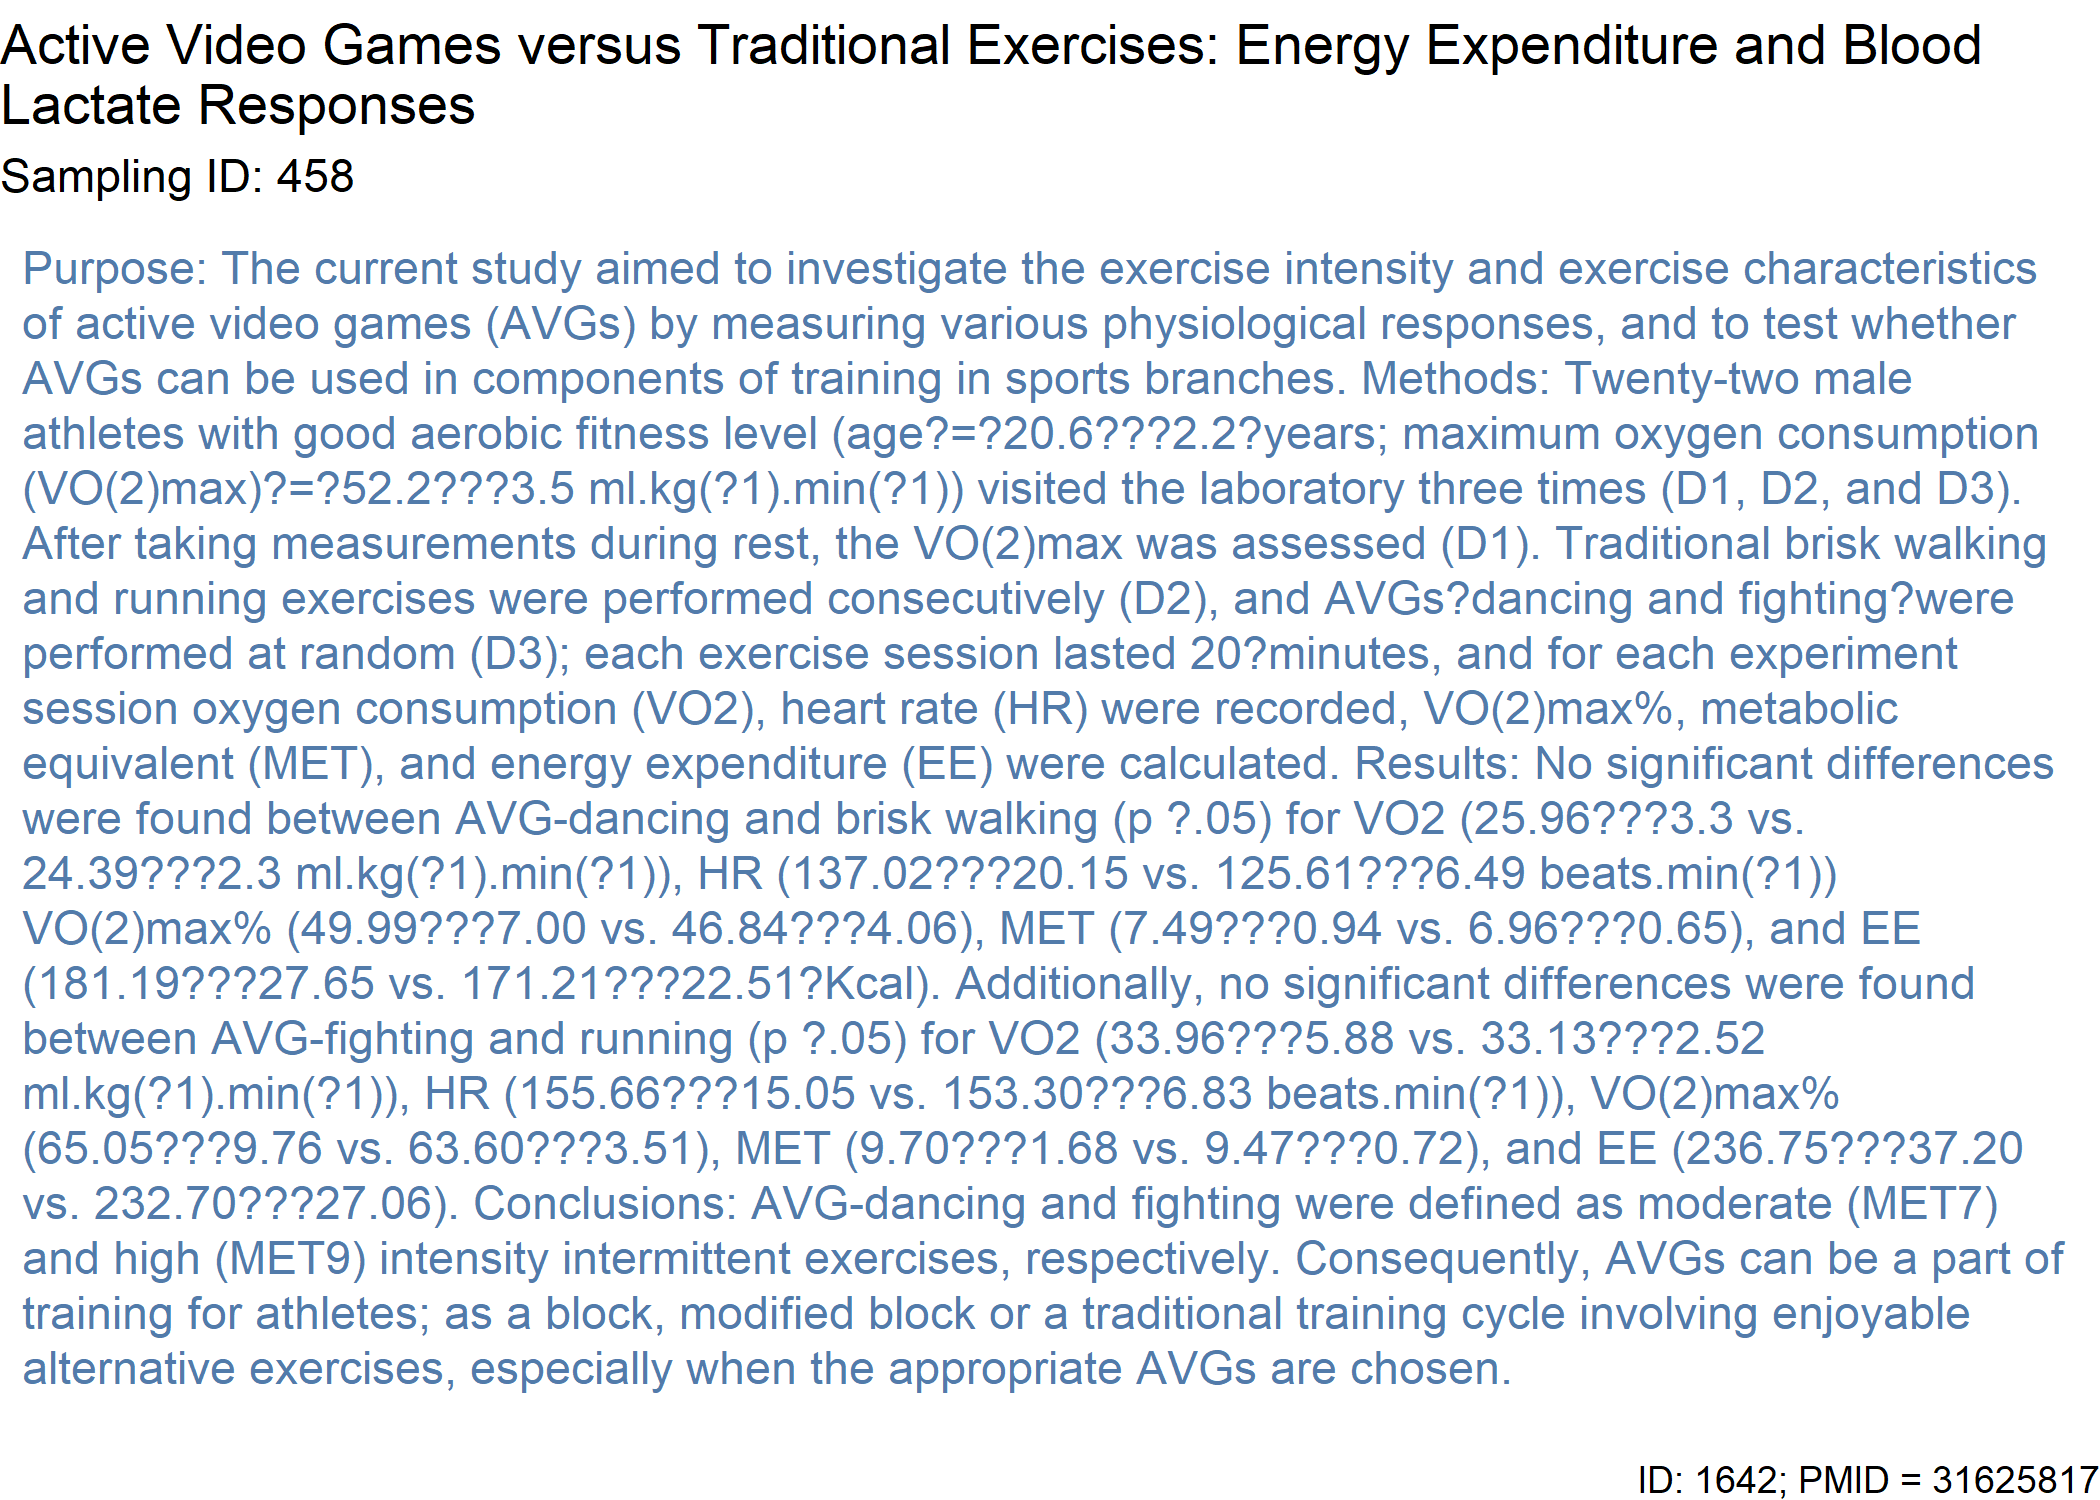 Active Video Games versus Traditional Exercises: Energy Expenditure and Blood
Lactate Responses
Sampling ID: 458
Purpose: The current study aimed to investigate the exercise intensity and exercise characteristics
of active video games (AVGs) by measuring various physiological responses, and to test whether
AVGs can be used in components of training in sports branches. Methods: Twenty-two male
athletes with good aerobic fitness level (age?=?20.6???2.2?years; maximum oxygen consumption
(VO(2)max)?=?52.2???3.5 ml.kg(?1).min(?1)) visited the laboratory three times (D1, D2, and D3).
After taking measurements during rest, the VO(2)max was assessed (D1). Traditional brisk walking
and running exercises were performed consecutively (D2), and AVGs?dancing and fighting?were
performed at random (D3); each exercise session lasted 20?minutes, and for each experiment
session oxygen consumption (VO2), heart rate (HR) were recorded, VO(2)max%, metabolic
equivalent (MET), and energy expenditure (EE) were calculated. Results: No significant differences
were found between AVG-dancing and brisk walking (p ?.05) for VO2 (25.96???3.3 vs.
24.39???2.3 ml.kg(?1).min(?1)), HR (137.02???20.15 vs. 125.61???6.49 beats.min(?1))
VO(2)max% (49.99???7.00 vs. 46.84???4.06), MET (7.49???0.94 vs. 6.96???0.65), and EE
(181.19???27.65 vs. 171.21???22.51?Kcal). Additionally, no significant differences were found
between AVG-fighting and running (p ?.05) for VO2 (33.96???5.88 vs. 33.13???2.52
ml.kg(?1).min(?1)), HR (155.66???15.05 vs. 153.30???6.83 beats.min(?1)), VO(2)max%
(65.05???9.76 vs. 63.60???3.51), MET (9.70???1.68 vs. 9.47???0.72), and EE (236.75???37.20
vs. 232.70???27.06). Conclusions: AVG-dancing and fighting were defined as moderate (MET7)
and high (MET9) intensity intermittent exercises, respectively. Consequently, AVGs can be a part of
training for athletes; as a block, modified block or a traditional training cycle involving enjoyable
alternative exercises, especially when the appropriate AVGs are chosen.
ID: 1642; PMID = 31625817